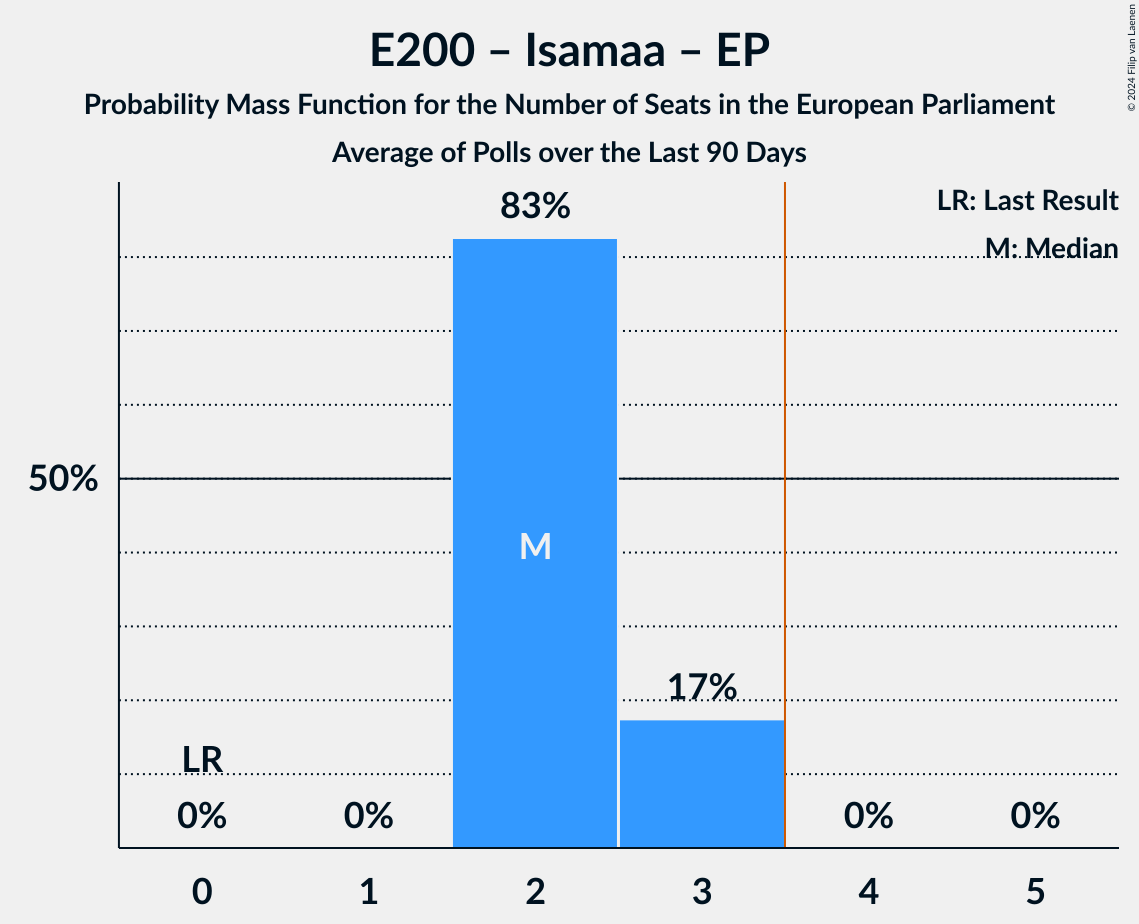 E200 – Isamaa – EP
Probability Mass Function for the Number of Seats in the European Parliament
Average of Polls over the Last 90 Days
© 2024 Filip van Laenen
LR: Last Result
M: Median
83%
50%
M
17%
LR
0% 0% 0% 0%
0 1 2 3 4 5